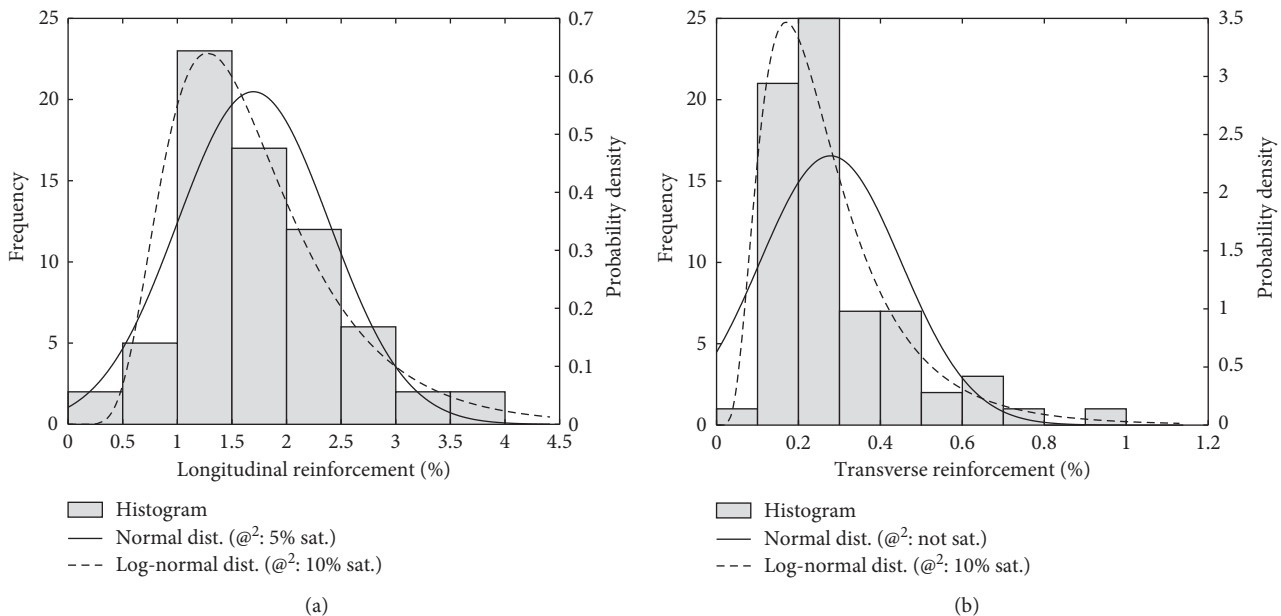 25
20
15
10
5
0
Frequency
0.7
0.6
0.5
0.4
0.3
0.2
0.1
0
Probability density
0 0.5 1 1.5 2 2.5 3 3.5 4 4.5
Longitudinal reinforcement (%)
Histogram
Normal dist. (@²: 5% sat.)
Log-normal dist. (@²: 10% sat.)
(a)
25
20
15
10
5
0
Frequency
3.5
3
2.5
2
1.5
1
0.5
0
Probability density
0 0.2 0.4 0.6 0.8 1 1.2
Transverse reinforcement (%)
Histogram
Normal dist. (@²: not sat.)
Log-normal dist. (@²: 10% sat.)
(b)